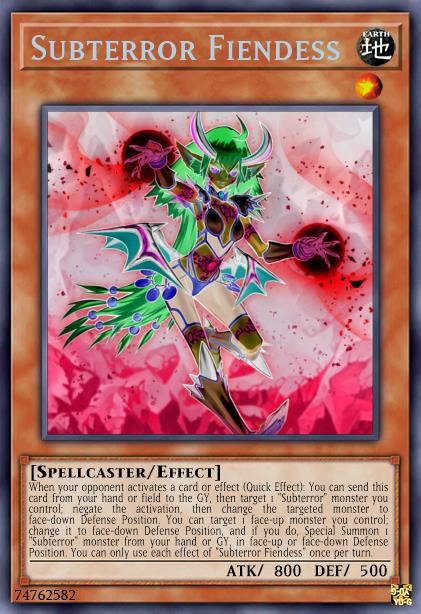 SUBTERROR FIENDESS
EARTH
地
[SPELLCASTER/EFFECT]
When your opponent activates a card or effect (Quick Effect): You can send this
card from your hand or field to the GY, then target 1 "Subterror" monster you
control; negate the activation, then change the targeted monster to
face-down Defense Position. You can target 1 face-up monster you control;
change it to face-down Defense Position, and if you do, Special Summon 1
"Subterror" monster from your hand or GY, in face-up or face-down Defense
Position. You can only use each effect of "Subterror Fiendess" once per turn.
ATK/ 800 DEF/ 500
74762582